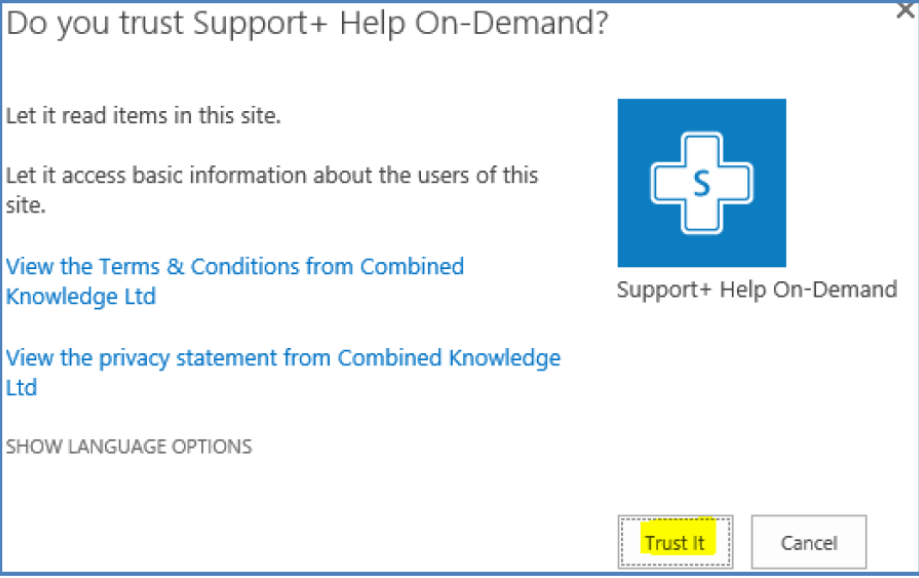 Do you trust Support+ Help On-Demand?
×
Let it read items in this site.
Let it access basic information about the users of this
site.
View the Terms & Conditions from Combined
Knowledge Ltd
View the privacy statement from Combined Knowledge
Ltd
SHOW LANGUAGE OPTIONS
S
Support+ Help On-Demand
Trust It
Cancel